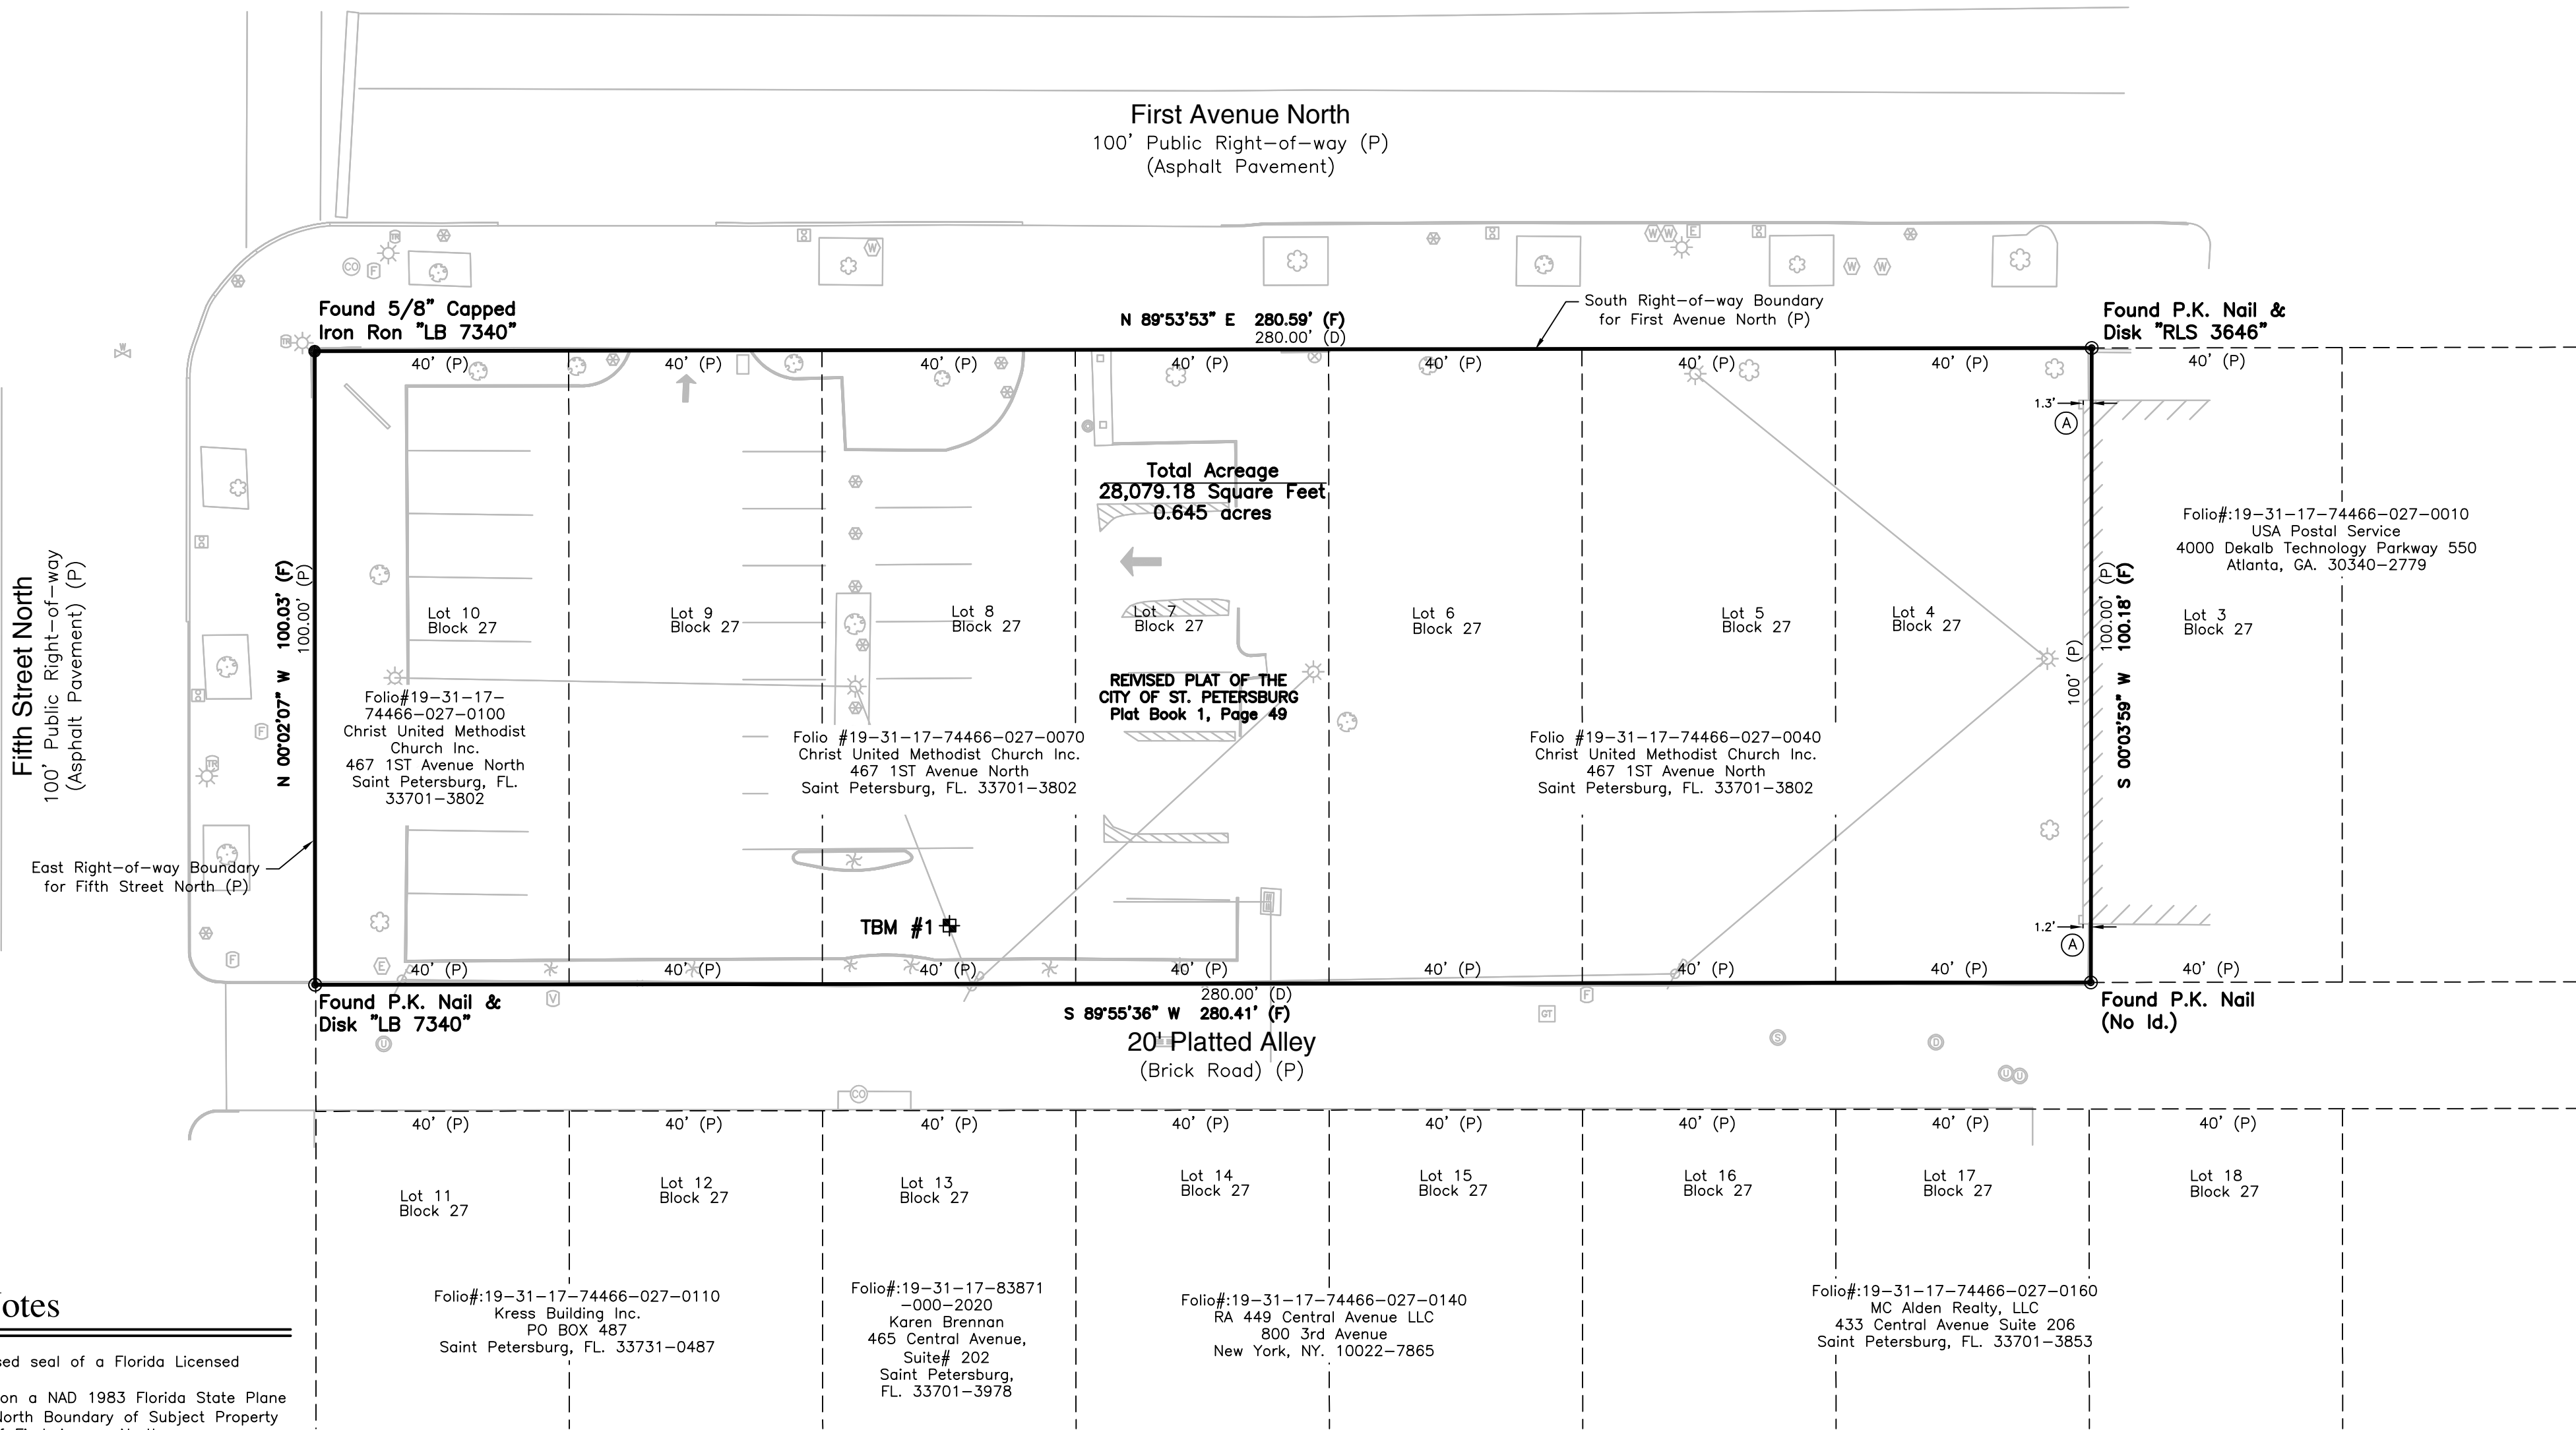 First Avenue North
100' Public Right-of-way (P)
(Asphalt Pavement)
TR
CO
F
W
W
W
E
W
W
Found 5/8" Capped
Iron Ron "LB 7340"
N 89°53'53" E 280.59' (F)
280.00' (D)
South Right-of-way Boundary
for First Avenue North (P)
Found P.K. Nail &
Disk "RLS 3646"
TR
W
40' (P)
40' (P)
40' (P)
40' (P)
40' (P)
40' (P)
40' (P)
40' (P)
1.3'
A
Total Acreage
28,079.18 Square Feet
0.645 acres
Folio#:19-31-17-74466-027-0010
USA Postal Service
4000 Dekalb Technology Parkway 550
Atlanta, GA. 30340-2779
Fifth Street North
100' Public Right-of-way
(Asphalt Pavement) (P)
N 00°02'07" W 100.03' (F)
100.00' (P)
Lot 10
Block 27
Lot 9
Block 27
Lot 8
Block 27
Lot 7
Block 27
Lot 6
Block 27
Lot 5
Block 27
Lot 4
Block 27
Lot 3
Block 27
100' (P)
100.00' (P)
S 00°03'59" W 100.18' (F)
REIVISED PLAT OF THE
CITY OF ST. PETERSBURG
Plat Book 1, Page 49
Folio#19-31-17-
74466-027-0100
Christ United Methodist
Church Inc.
467 1ST Avenue North
Saint Petersburg, FL.
33701-3802
Folio #19-31-17-74466-027-0070
Christ United Methodist Church Inc.
467 1ST Avenue North
Saint Petersburg, FL. 33701-3802
Folio #19-31-17-74466-027-0040
Christ United Methodist Church Inc.
467 1ST Avenue North
Saint Petersburg, FL. 33701-3802
F
TR
East Right-of-way Boundary
for Fifth Street North (P)
TBM #1
1.2'
A
F
E
40' (P)
40' (P)
40' (P)
40' (P)
40' (P)
40' (P)
40' (P)
40' (P)
Found P.K. Nail &
Disk "LB 7340"
V
280.00' (D)
S 89°55'36" W 280.41' (F)
F
GT
Found P.K. Nail
(No Id.)
20' Platted Alley
(Brick Road) (P)
U
S
D
U
U
CO
40' (P)
40' (P)
40' (P)
40' (P)
40' (P)
40' (P)
40' (P)
40' (P)
Lot 11
Block 27
Lot 12
Block 27
Lot 13
Block 27
Lot 14
Block 27
Lot 15
Block 27
Lot 16
Block 27
Lot 17
Block 27
Lot 18
Block 27
Folio#:19-31-17-74466-027-0110
Kress Building Inc.
PO BOX 487
Saint Petersburg, FL. 33731-0487
Folio#:19-31-17-83871
-000-2020
Karen Brennan
465 Central Avenue,
Suite# 202
Saint Petersburg,
FL. 33701-3978
Folio#:19-31-17-74466-027-0140
RA 449 Central Avenue LLC
800 3rd Avenue
New York, NY. 10022-7865
Folio#:19-31-17-74466-027-0160
MC Alden Realty, LLC
433 Central Avenue Suite 206
Saint Petersburg, FL. 33701-3853
otes
sed seal of a Florida Licensed
on a NAD 1983 Florida State Plane
North Boundary of Subject Property